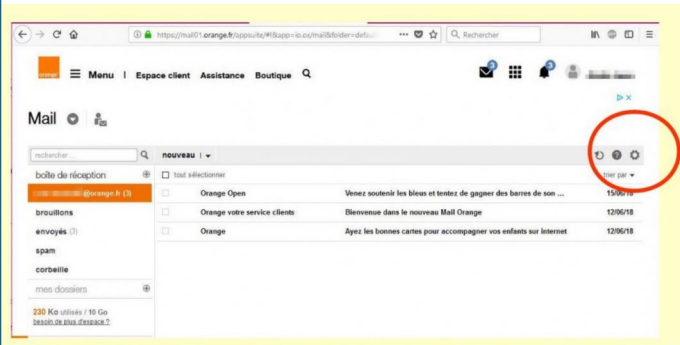 https://mail01.orange.fr/appsuite/#!&app=io.ox/mail&folder=defau
Rechercher
orange
Menu | Espace client Assistance Boutique
3
3
Mail
rechercher ...
nouveau | 
boîte de réception
tout sélectionner
trier par
@orange.fr (3)
Orange Open
Venez soutenir les bleus et tentez de gagner des barres de son ...
15/06/18
brouillons
Orange votre service clients
Bienvenue dans le nouveau Mail Orange
12/06/18
envoyés (3)
Orange
Ayez les bonnes cartes pour accompagner vos enfants sur internet
12/06/18
spam
corbeille
mes dossiers
230 Ko utilisés / 10 Go
besoin de plus d'espace ?